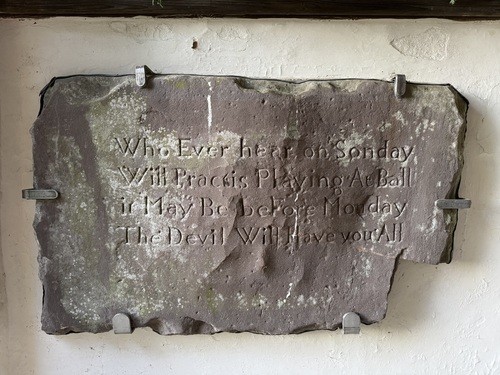 Who Ever hear on Sonday
Will Practis Playing At Ball
it May Be before Monday
The Devil Will Have you All